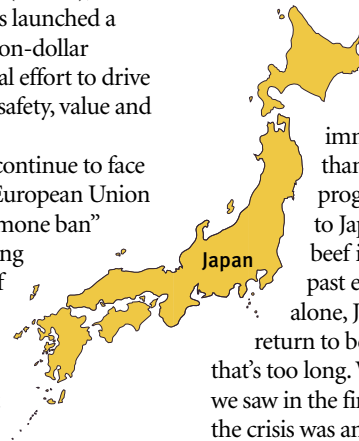 s launched a
on-dollar
al effort to drive
safety, value and
continue to face
European Union
mone ban”
ng
f
Japan
imm
than
prog
to Jap
beef i
past e
alone, J
return to be
that’s too long. W
we saw in the fir
the crisis was an